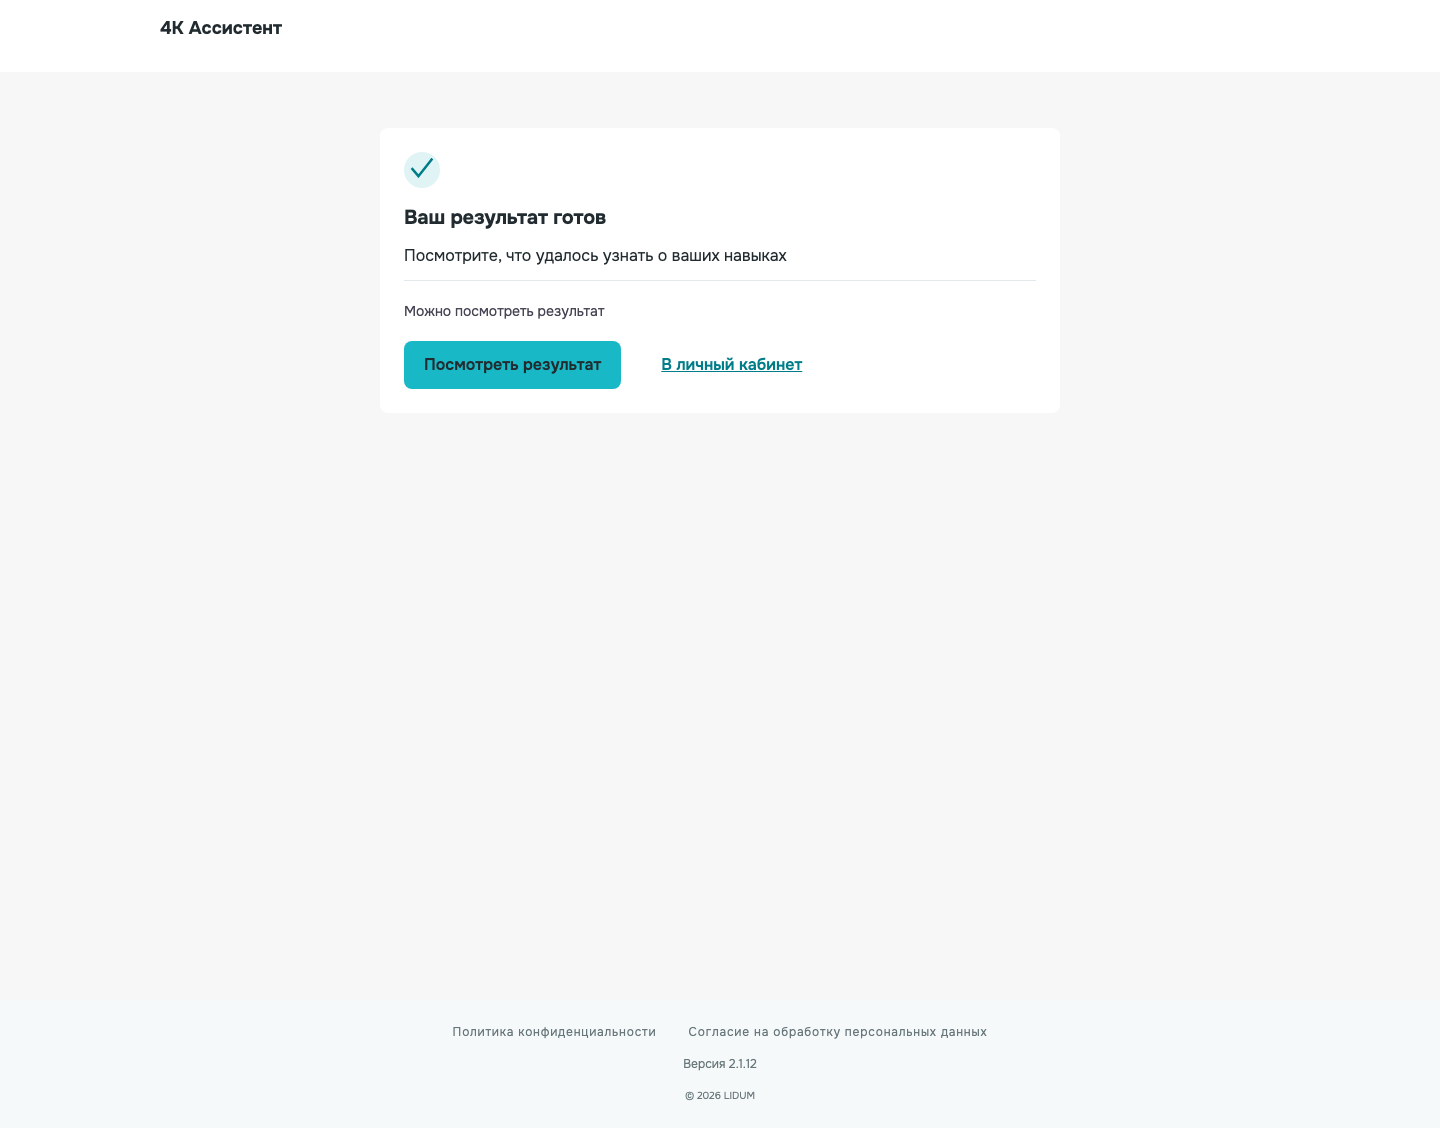 4K Ассистент
Ваш результат готов
Посмотрите, что удалось узнать о ваших навыках
Можно посмотреть результат
Посмотреть результат
В личный кабинет
Политика конфиденциальности
Согласие на обработку персональных данных
Версия 2.1.12
© 2026 LIDUM